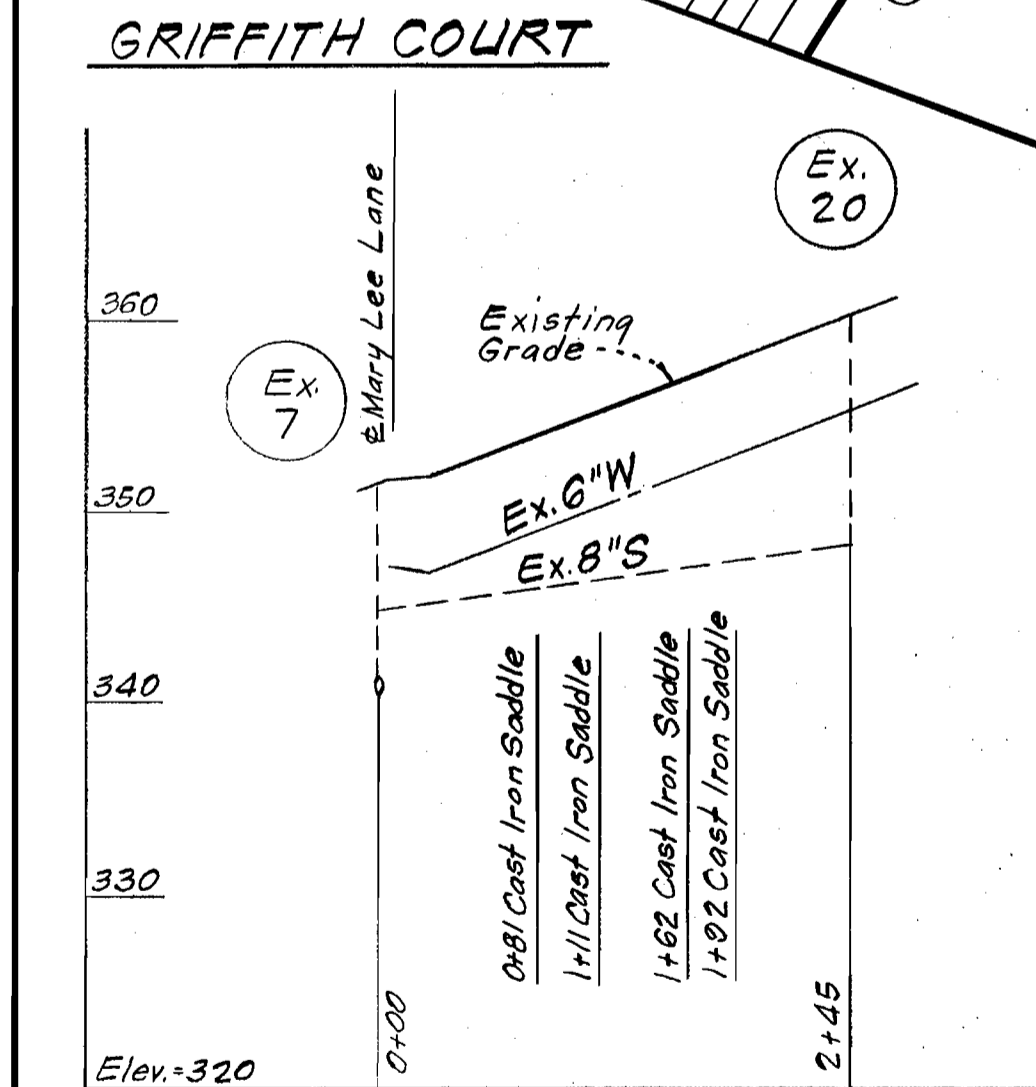 GRIFFITH COURT
Ex.
20
℄ Mary Lee Lane
360
Existing
Grade
Ex.
7
350
Ex. 6"W
Ex. 8"S
340
0+81 Cast Iron Saddle
1+11 Cast Iron Saddle
1+62 Cast Iron Saddle
1+92 Cast Iron Saddle
330
0+00
2+45
Elev.=320